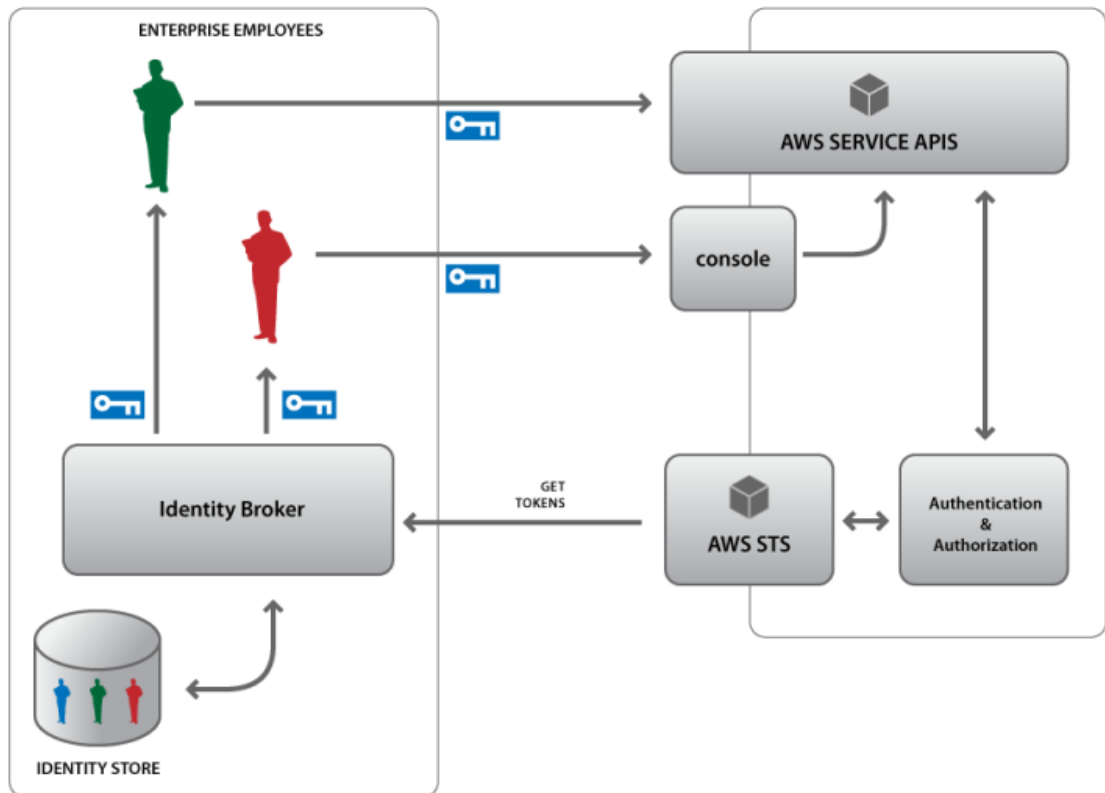 ENTERPRISE EMPLOYEES
AWS SERVICE APIS
console
Identity Broker
GET
TOKENS
AWS STS
Authentication
&
Authorization
IDENTITY STORE